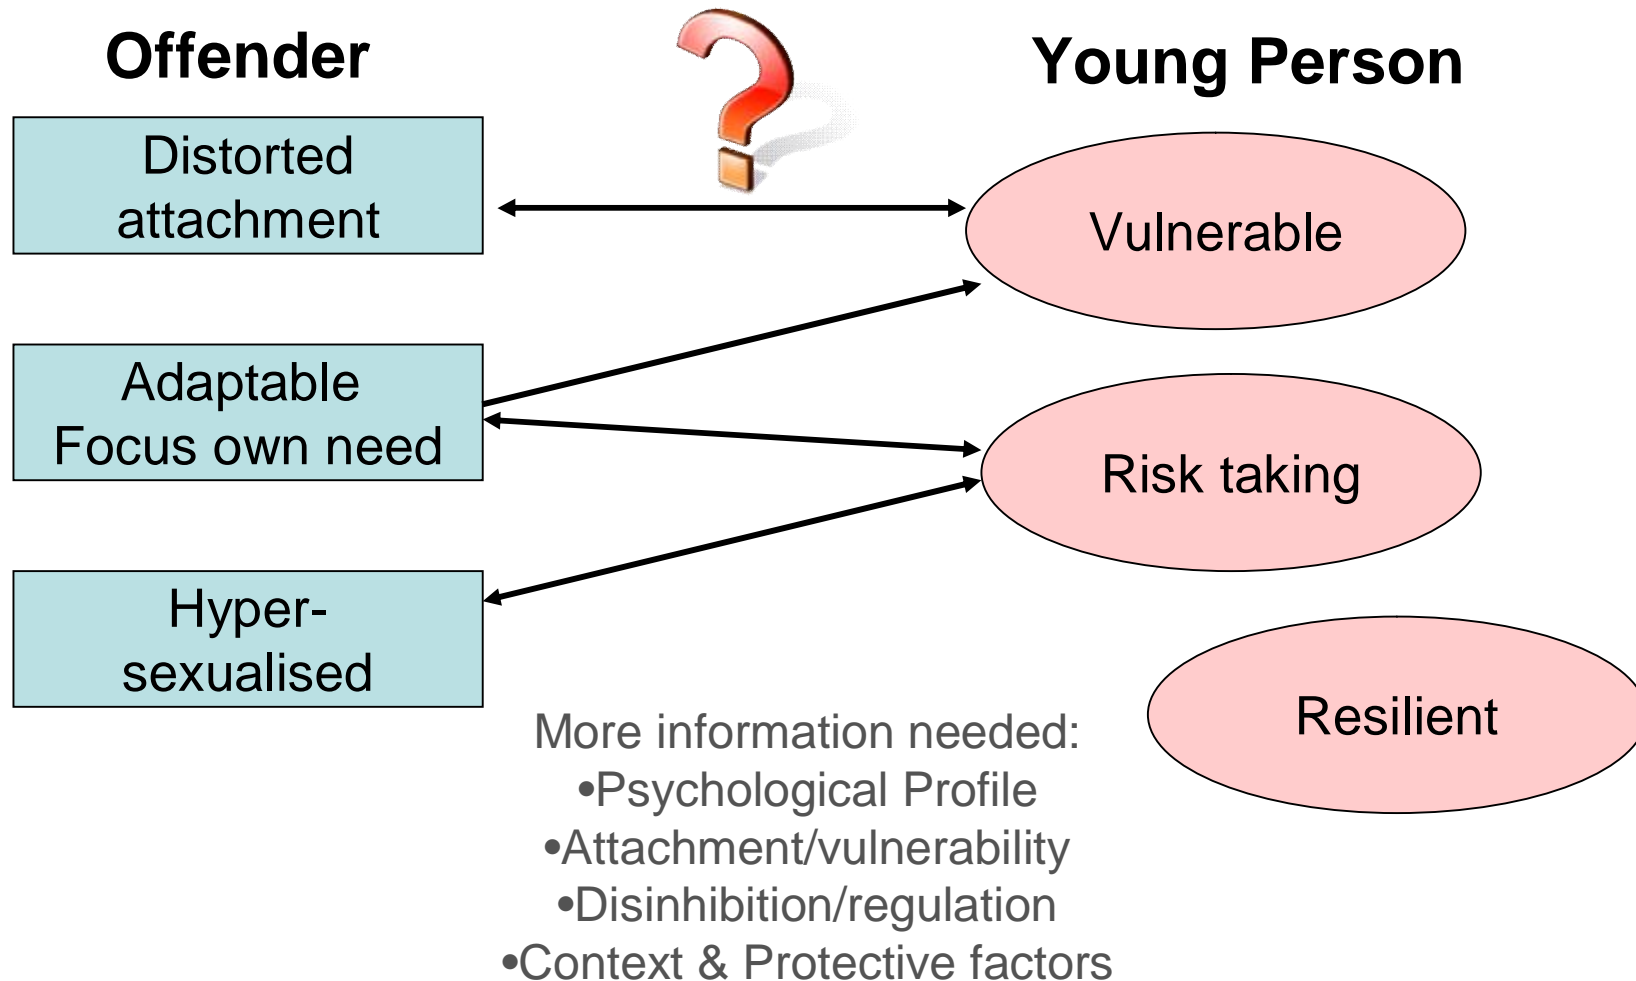 Offender
Young Person
Distorted
attachment
Vulnerable
Adaptable
Focus own need
Risk taking
Hyper-
sexualised
Resilient
More information needed:
•Psychological Profile
•Attachment/vulnerability
•Disinhibition/regulation
•Context & Protective factors